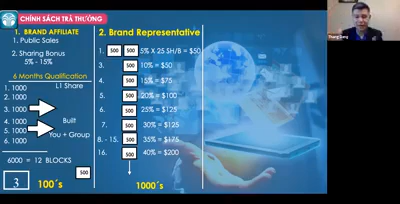 CHÍNH SÁCH TRẢ THƯỞNG
1. BRAND AFFILIATE
1. Public Sales
2. Sharing Bonus
5% - 15%
6 Months Qualification
1. 1000
L1 Share
2. 1000
3. 1000
4. 1000
Built
5. 1000
You + Group
6. 1000
6000 = 12 BLOCKS
500
3
100´s
2. Brand Representative
1. 500 500 5% X 25 SH/B = $50
3. 500 10% = $50
4. 500 15% = $75
5. 500 20% = $100
6. 500 25% = $125
7. 500 30% = $125
8. - 15. 500 35% = $175
16. 500 40% = $200
1000´s
Thang Dang